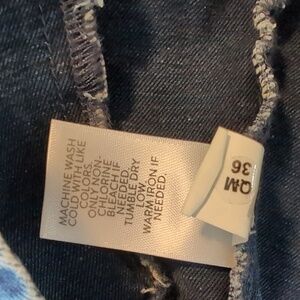 MACHINE WASH
COLD WITH LIKE
COLOURS.
ONLY NON-
CHLORINE
BLEACH IF
NEEDED.
TUMBLE DRY
LOW.
WARM IRON IF
NEEDED.
QM
36